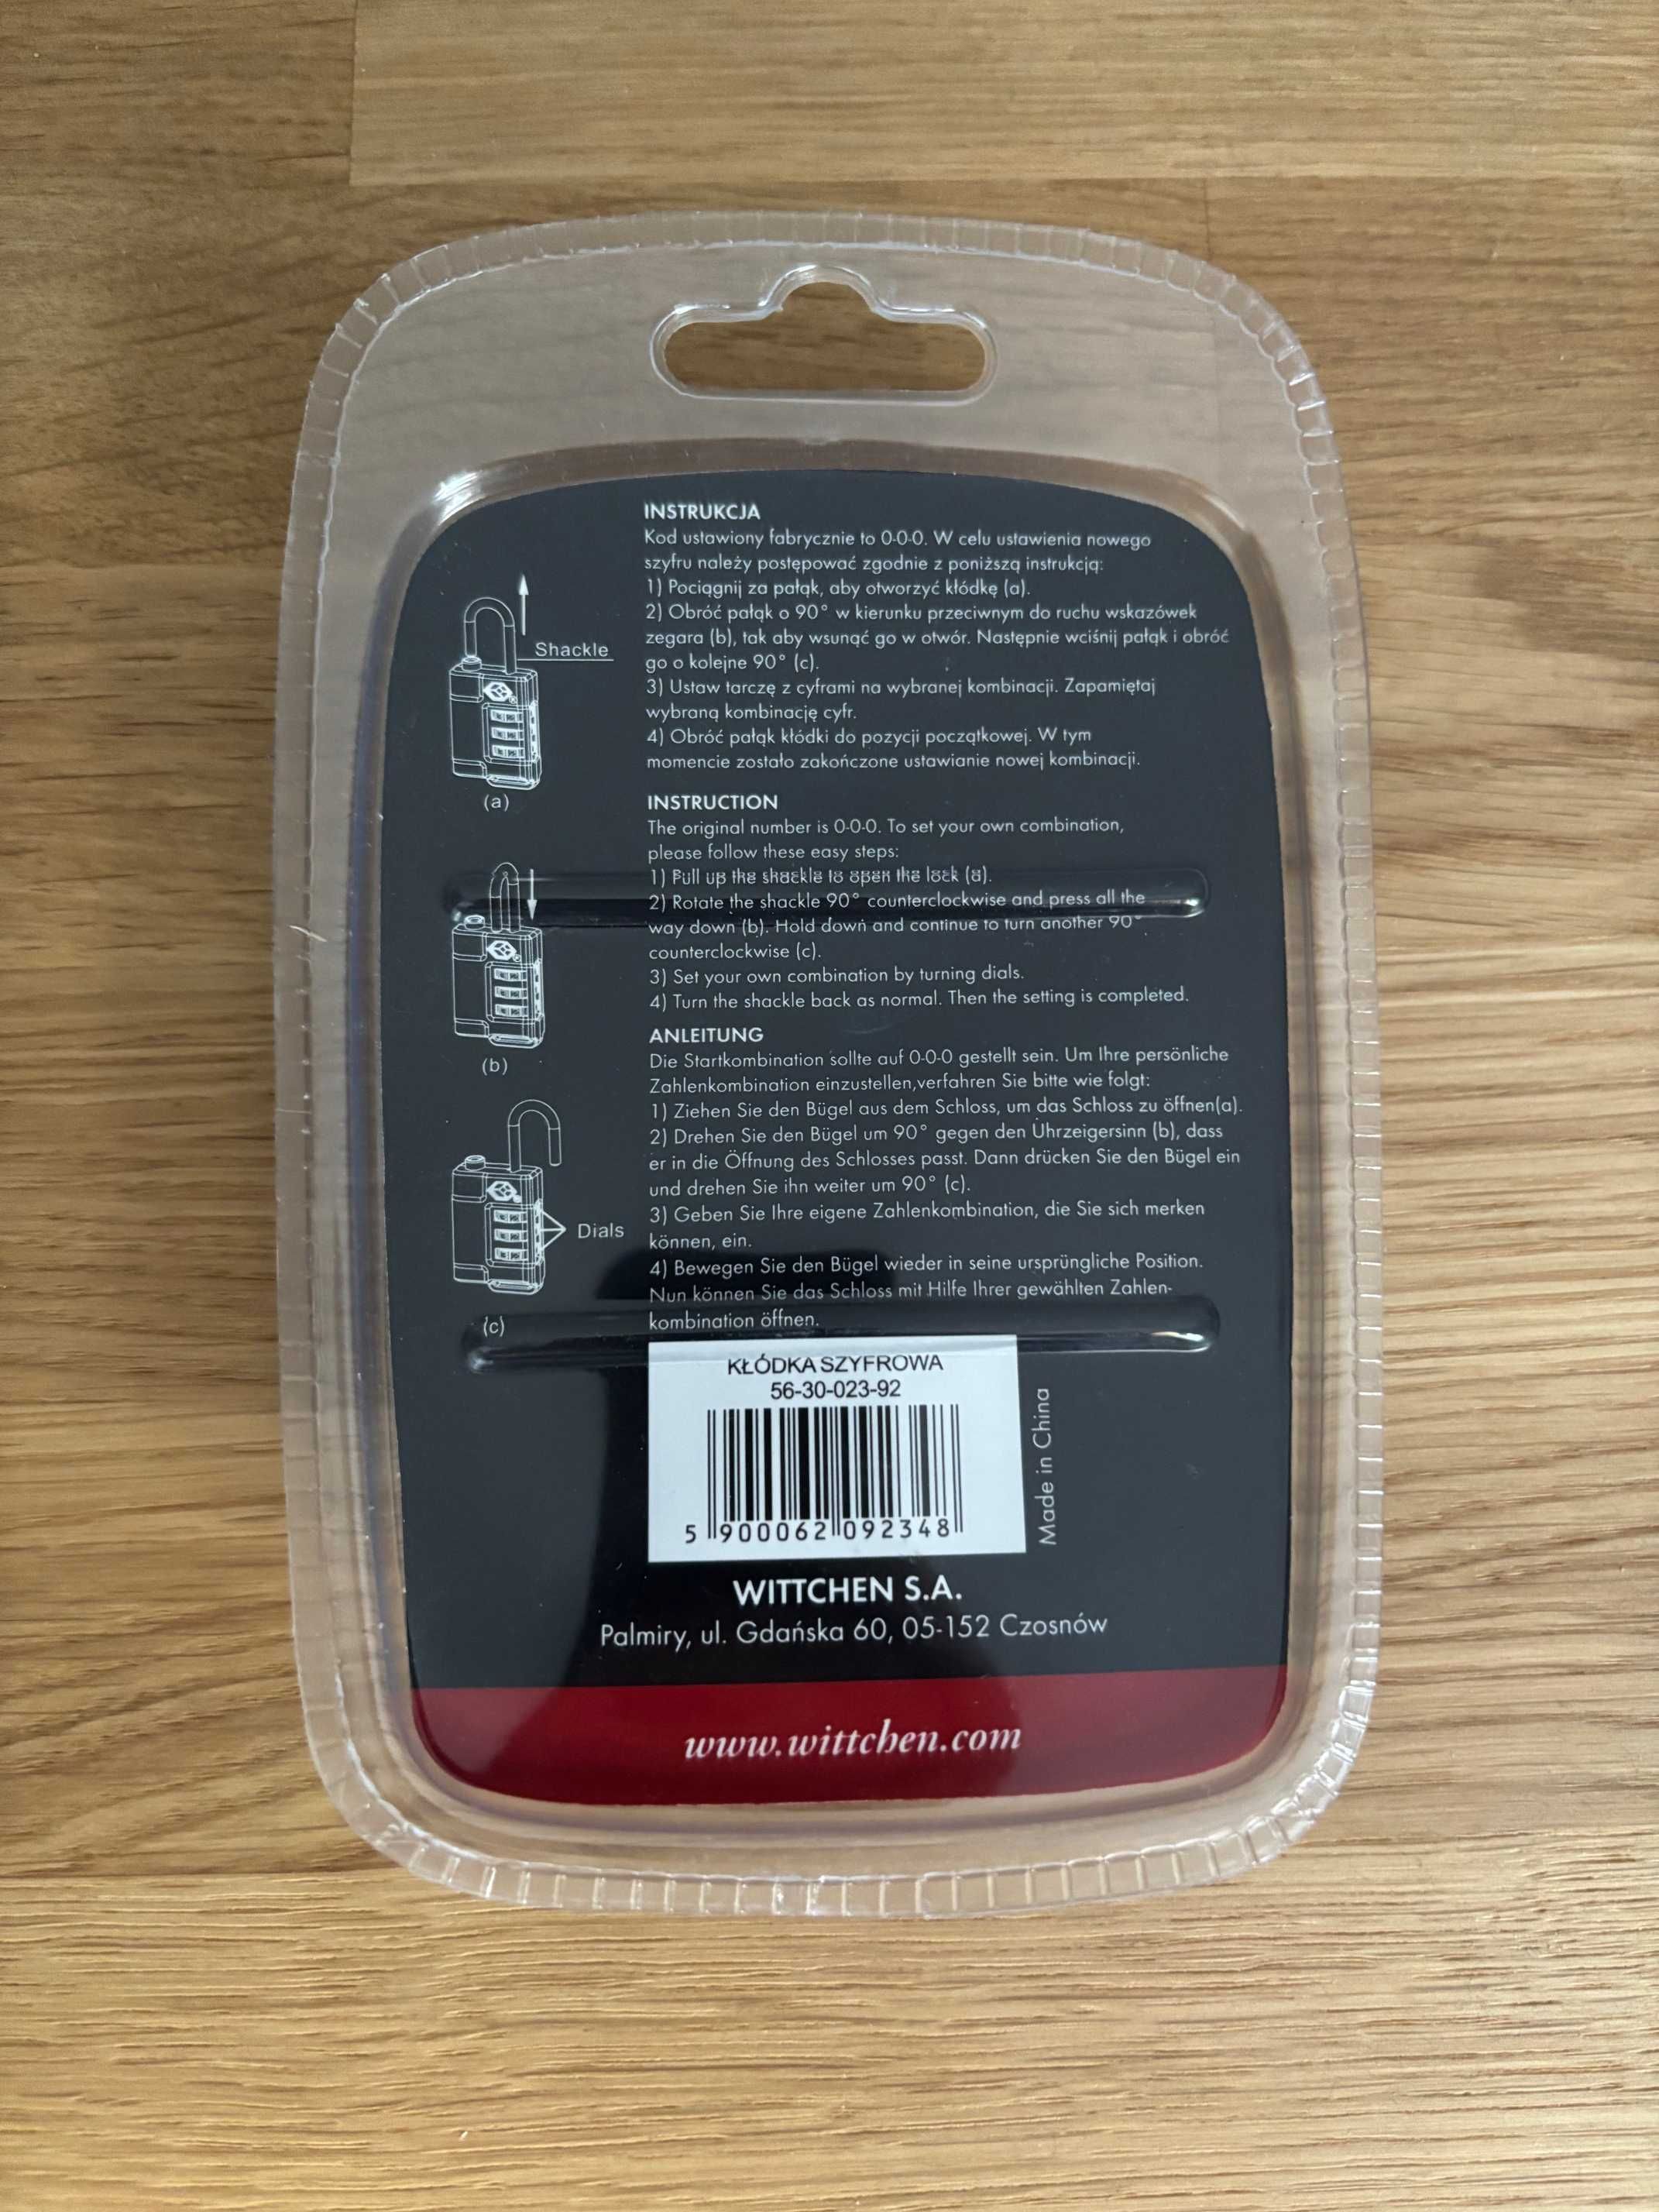 INSTRUKCJA
Kod ustawiony fabrycznie to 0-0-0. W celu ustawienia nowego
szyfru należy postępować zgodnie z poniższą instrukcją:
1) Pociągnij za pałąk, aby otworzyć kłódkę (a).
2) Obróć pałąk o 90° w kierunku przeciwnym do ruchu wskazówek
zegara (b), tak aby wsunąć go w otwór. Następnie wciśnij pałąk i obróć
go o kolejne 90° (c).
3) Ustaw tarczę z cyframi na wybranej kombinacji. Zapamiętaj
wybraną kombinację cyfr.
4) Obróć pałąk kłódki do pozycji początkowej. W tym
momencie zostało zakończone ustawianie nowej kombinacji.
Shackle
(a)
INSTRUCTION
The original number is 0-0-0. To set your own combination,
please follow these easy steps:
1) Pull up the shackle to open the lock (a).
2) Rotate the shackle 90° counterclockwise and press all the
way down (b). Hold down and continue to turn another 90°
counterclockwise (c).
3) Set your own combination by turning dials.
4) Turn the shackle back as normal. Then the setting is completed.
(b)
ANLEITUNG
Die Startkombination sollte auf 0-0-0 gestellt sein. Um Ihre persönliche
Zahlenkombination einzustellen,verfahren Sie bitte wie folgt:
1) Ziehen Sie den Bügel aus dem Schloss, um das Schloss zu öffnen(a).
2) Drehen Sie den Bügel um 90° gegen den Uhrzeigersinn (b), dass
er in die Öffnung des Schlosses passt. Dann drücken Sie den Bügel ein
und drehen Sie ihn weiter um 90° (c).
3) Geben Sie Ihre eigene Zahlenkombination, die Sie sich merken
können, ein.
4) Bewegen Sie den Bügel wieder in seine ursprüngliche Position.
Nun können Sie das Schloss mit Hilfe Ihrer gewählten Zahlen-
kombination öffnen.
Dials
(c)
KŁÓDKA SZYFROWA
56-30-023-92
5 900062 092348
Made in China
WITTCHEN S.A.
Palmiry, ul. Gdańska 60, 05-152 Czosnów
www.wittchen.com